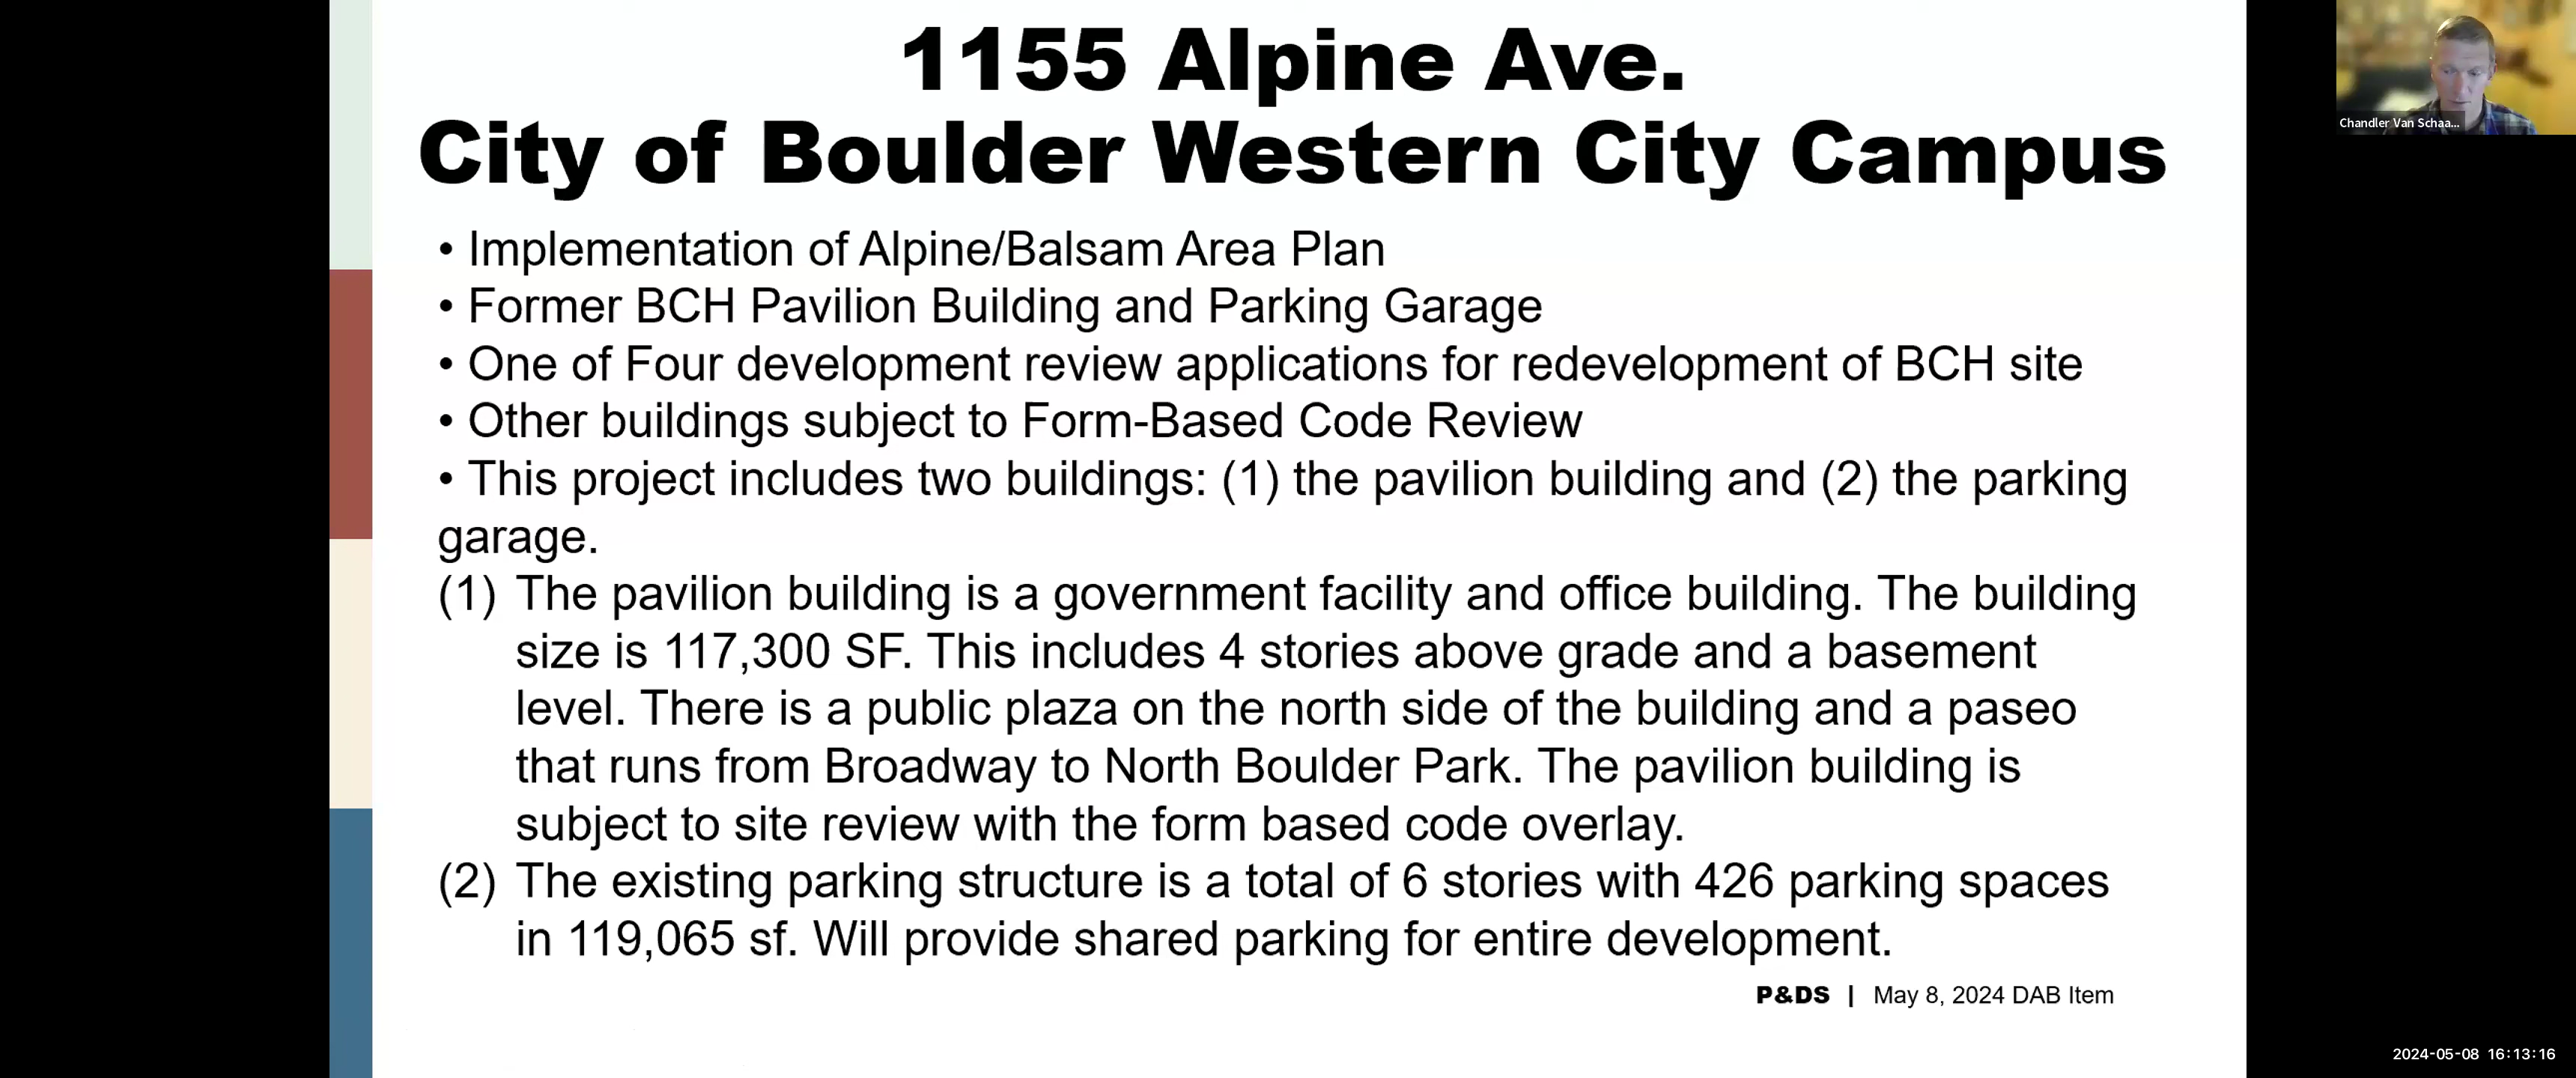 1155 Alpine Ave.
City of Boulder Western City Campus
Chandler Van Schaa...
• Implementation of Alpine/Balsam Area Plan
• Former BCH Pavilion Building and Parking Garage
• One of Four development review applications for redevelopment of BCH site
• Other buildings subject to Form-Based Code Review
• This project includes two buildings: (1) the pavilion building and (2) the parking
garage.
(1) The pavilion building is a government facility and office building. The building
size is 117,300 SF. This includes 4 stories above grade and a basement
level. There is a public plaza on the north side of the building and a paseo
that runs from Broadway to North Boulder Park. The pavilion building is
subject to site review with the form based code overlay.
(2) The existing parking structure is a total of 6 stories with 426 parking spaces
in 119,065 sf. Will provide shared parking for entire development.
P&DS | May 8, 2024 DAB Item
2024-05-08 16:13:16